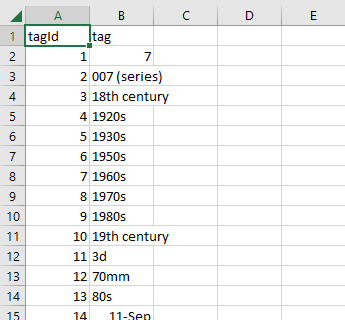 A B C D E
1 tagId tag
2 1 7
3 2 007 (series)
4 3 18th century
5 4 1920s
6 5 1930s
7 6 1950s
8 7 1960s
9 8 1970s
10 9 1980s
11 10 19th century
12 11 3d
13 12 70mm
14 13 80s
15 14 11-Sep